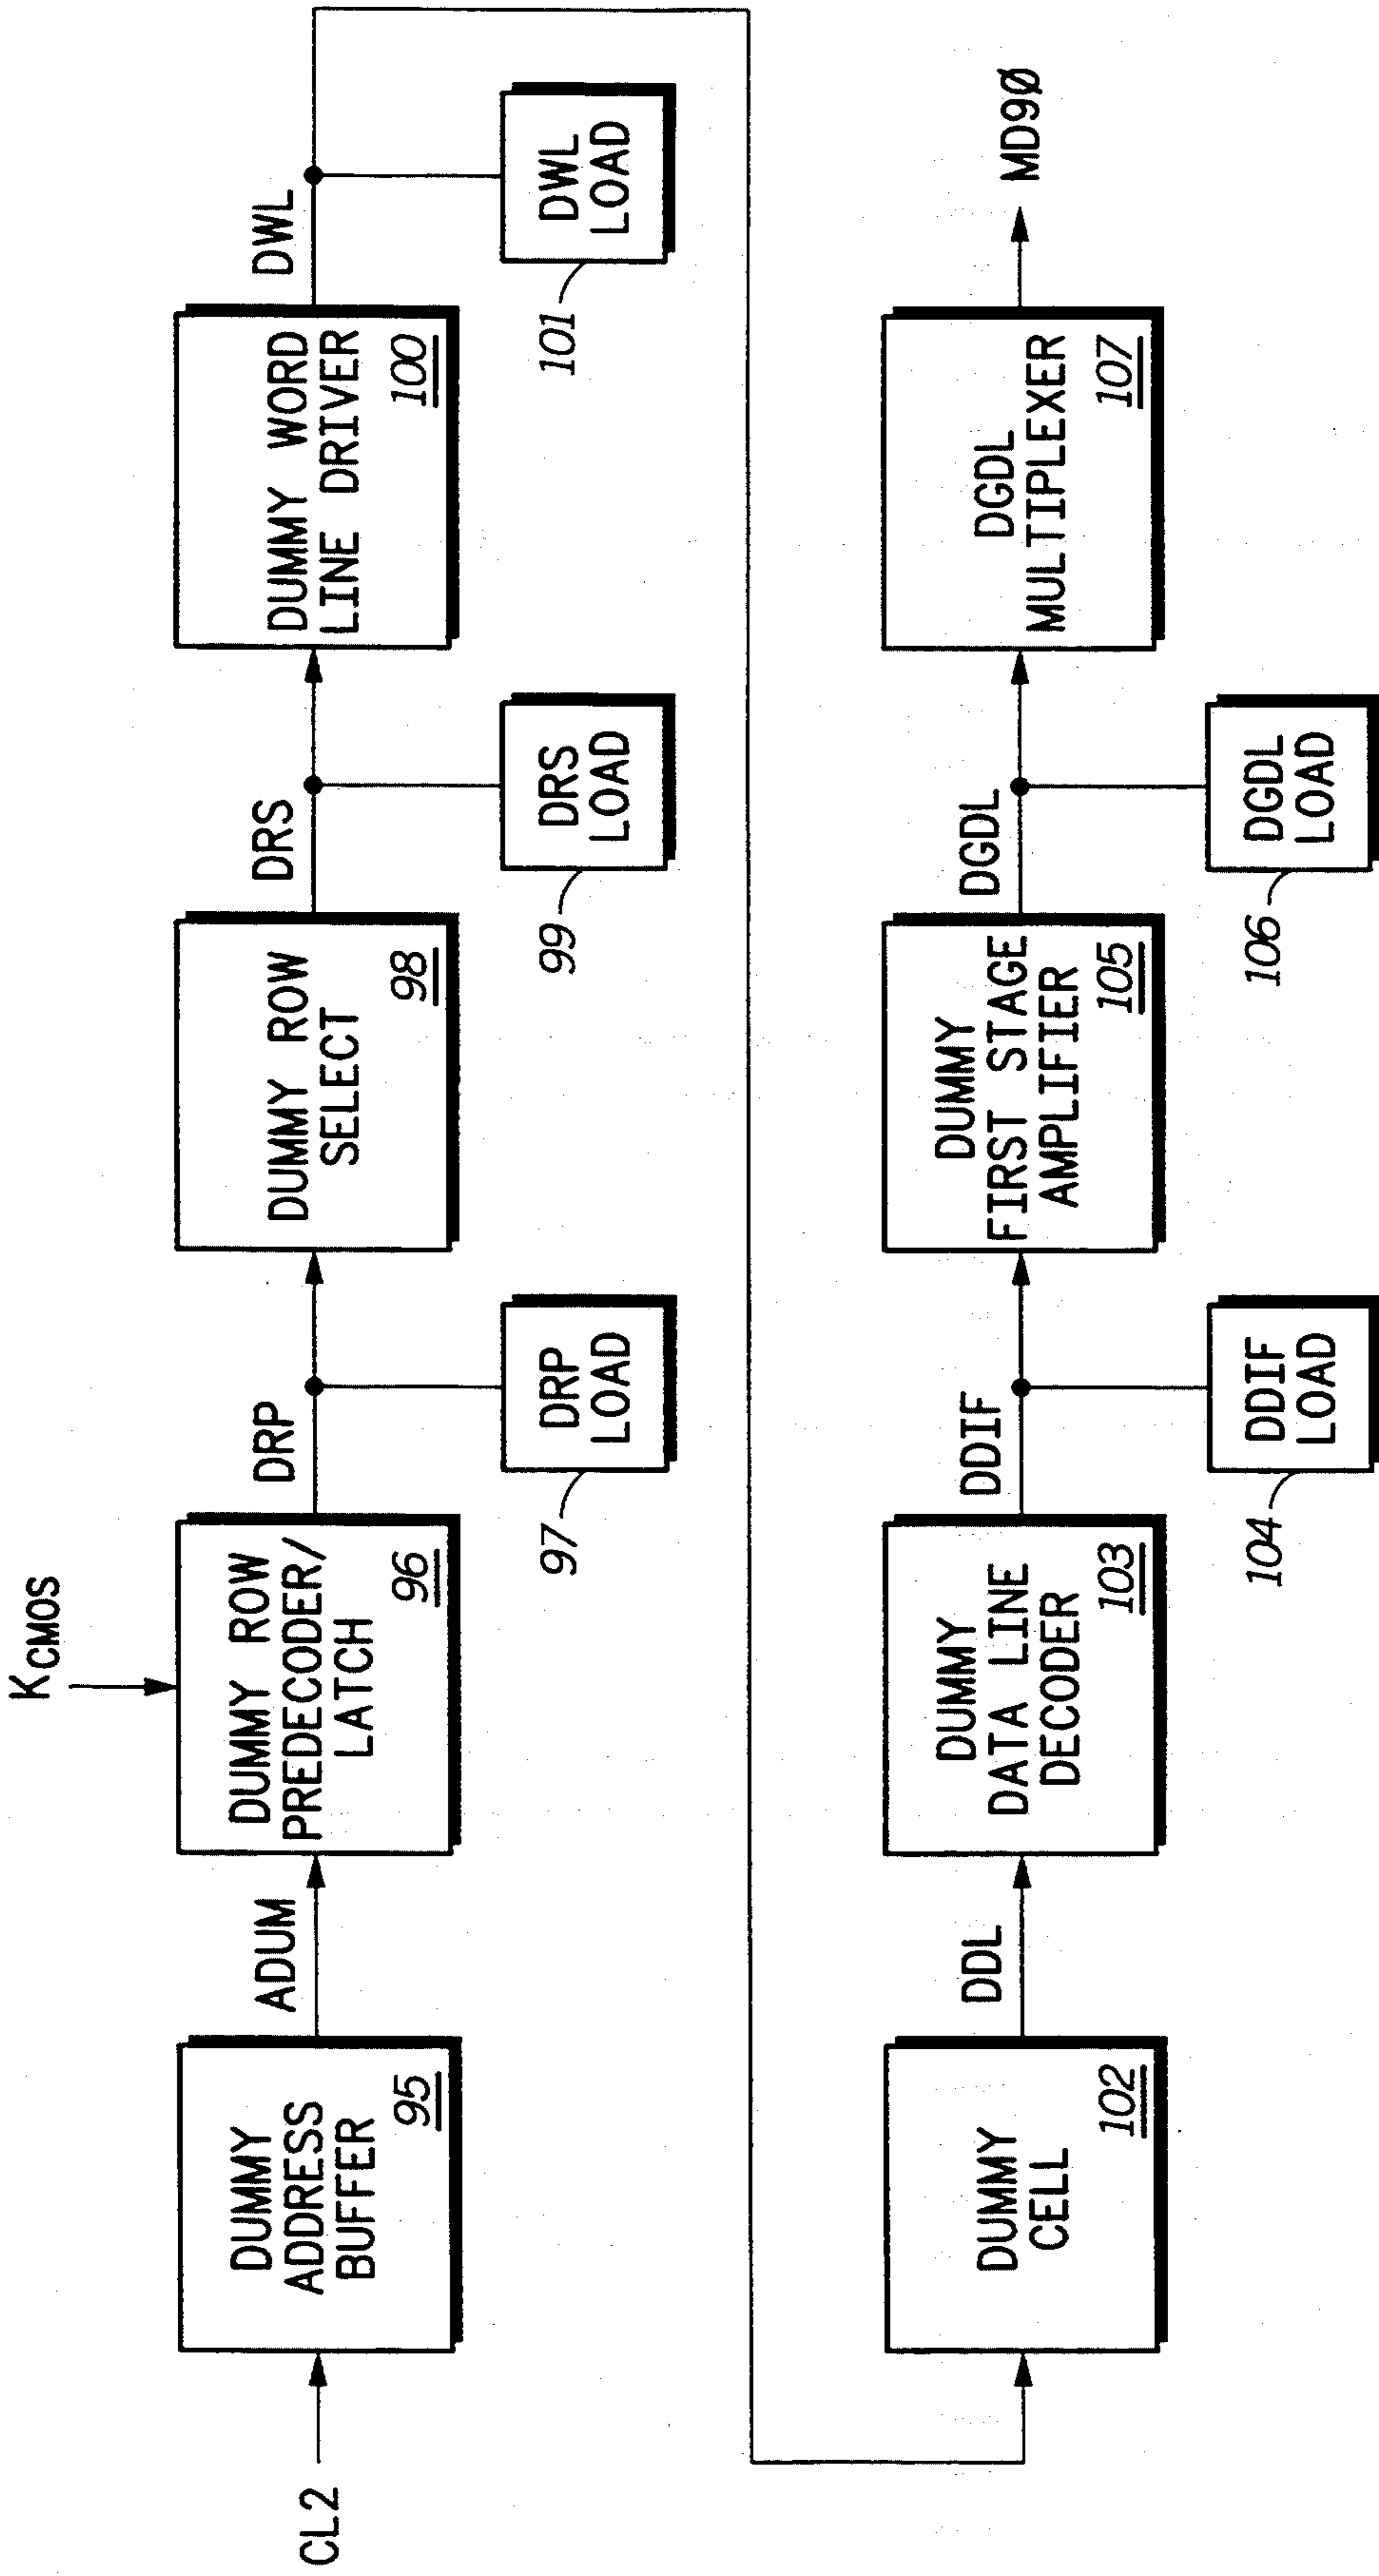 KCMOS
CL2
DUMMY
ADDRESS
BUFFER
95
ADUM
DUMMY ROW
PREDECODER/
LATCH
96
DRP
DRP
LOAD
97
DUMMY ROW
SELECT
98
DRS
DRS
LOAD
99
DUMMY WORD
LINE DRIVER
100
DWL
DWL
LOAD
101
DUMMY
CELL
102
DDL
DUMMY
DATA LINE
DECODER
103
DDIF
DDIF
LOAD
104
DUMMY
FIRST STAGE
AMPLIFIER
105
DGDL
DGDL
LOAD
106
DGDL
MULTIPLEXER
107
MD9Ø